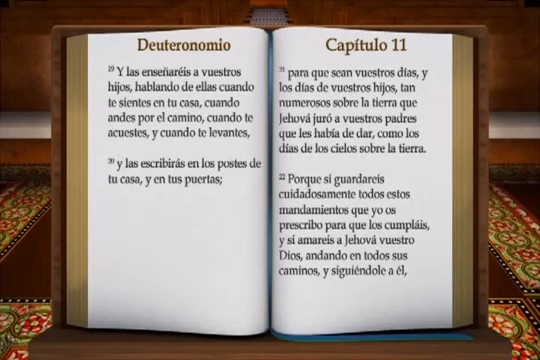 Deuteronomio
¹⁹ Y las enseñaréis a vuestros
hijos, hablando de ellas cuando
te sientes en tu casa, cuando
andes por el camino, cuando te
acuestes, y cuando te levantes,
²⁰ y las escribirás en los postes de
tu casa, y en tus puertas;
Capítulo 11
²¹ para que sean vuestros días, y
los días de vuestros hijos, tan
numerosos sobre la tierra que
Jehová juró a vuestros padres
que les había de dar, como los
días de los cielos sobre la tierra.
²² Porque si guardareis
cuidadosamente todos estos
mandamientos que yo os
prescribo para que los cumpláis,
y si amareis a Jehová vuestro
Dios, andando en todos sus
caminos, y siguiéndole a él,